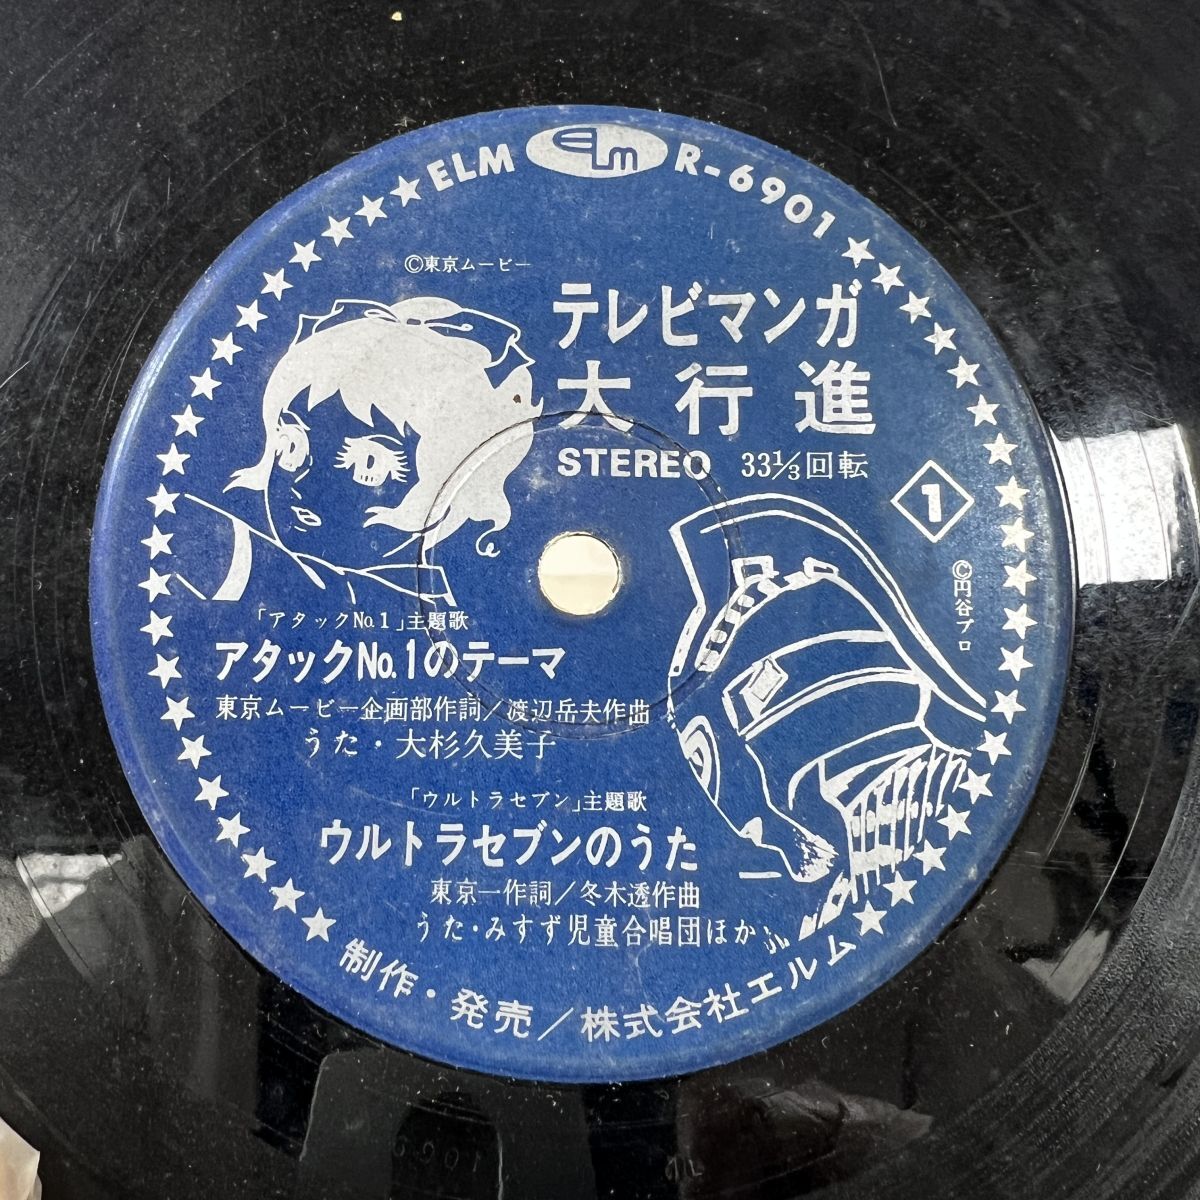 ELM ELm R-6901
©東京ムービー
テレビマンガ
大行進
STEREO 33⅓回転
1
©円谷プロ
「アタックNo.1」主題歌
アタックNo.1のテーマ
東京ムービー企画部作詞/渡辺岳夫作曲
うた・大杉久美子
「ウルトラセブン」主題歌
ウルトラセブンのうた
東京一作詞/冬木透作曲
うた・みすず児童合唱団ほか
制作・発売/株式会社エルム